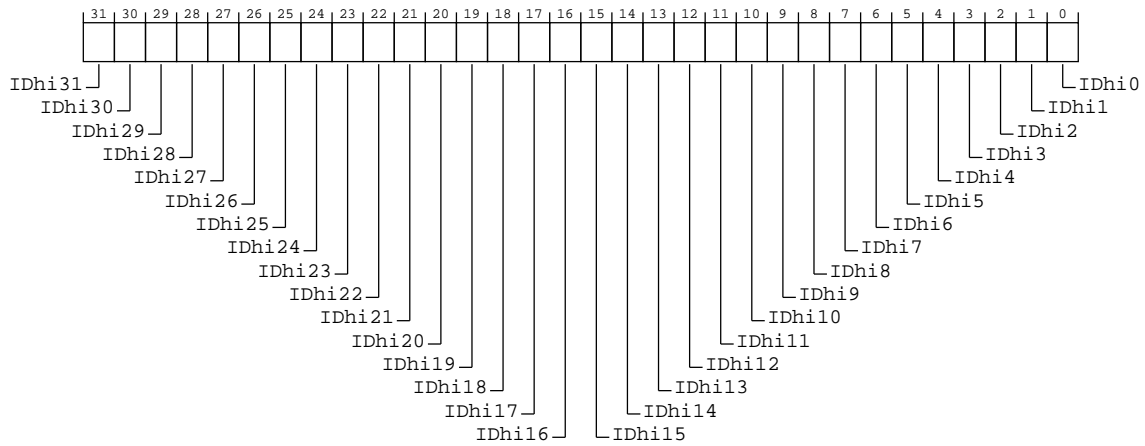 31 30 29 28 27 26 25 24 23 22 21 20 19 18 17 16 15 14 13 12 11 10 9 8 7 6 5 4 3 2 1 0
IDhi31 IDhi0
IDhi30 IDhi1
IDhi29 IDhi2
IDhi28 IDhi3
IDhi27 IDhi4
IDhi26 IDhi5
IDhi25 IDhi6
IDhi24 IDhi7
IDhi23 IDhi8
IDhi22 IDhi9
IDhi21 IDhi10
IDhi20 IDhi11
IDhi19 IDhi12
IDhi18 IDhi13
IDhi17 IDhi14
IDhi16 IDhi15